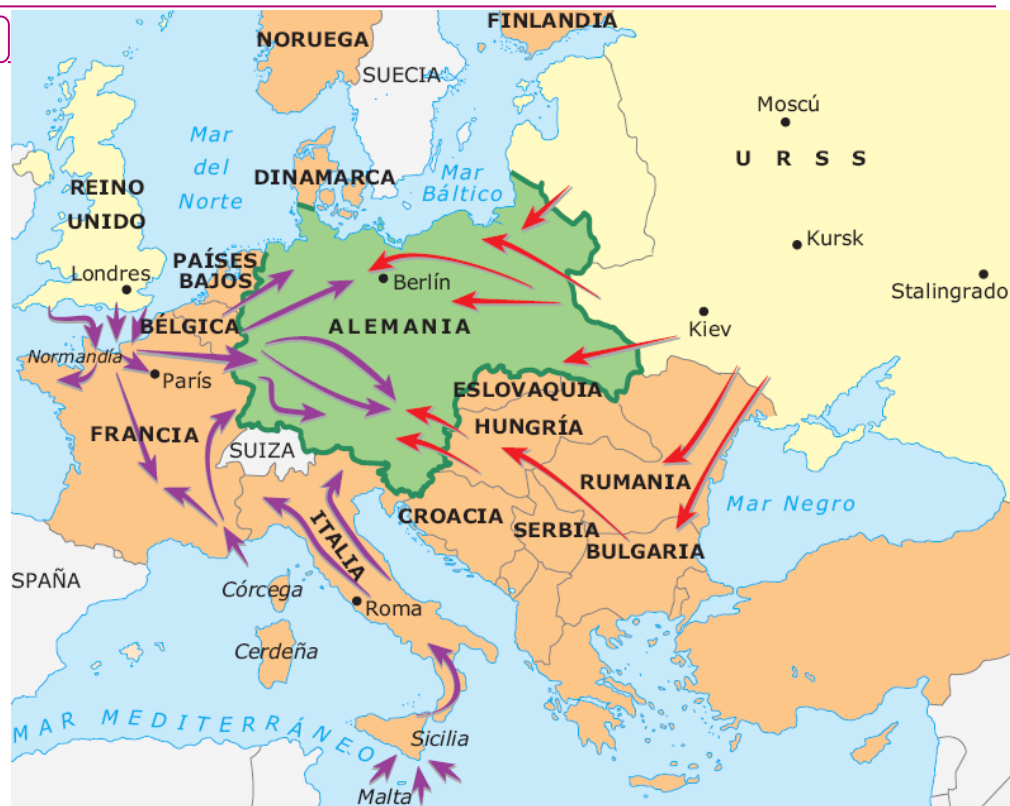 FINLANDIA
NORUEGA
SUECIA
Moscú
U R S S
Mar
del
Norte
DINAMARCA
Mar
Báltico
REINO
UNIDO
Kursk
PAÍSES
BAJOS
Londres
Berlín
Stalingrado
BÉLGICA
ALEMANIA
Kiev
Normandía
París
ESLOVAQUIA
FRANCIA
HUNGRÍA
SUIZA
RUMANIA
Mar Negro
CROACIA
SERBIA
ITALIA
BULGARIA
SPAÑA
Córcega
Roma
Cerdeña
MAR MEDITERRÁNEO
Sicilia
Malta